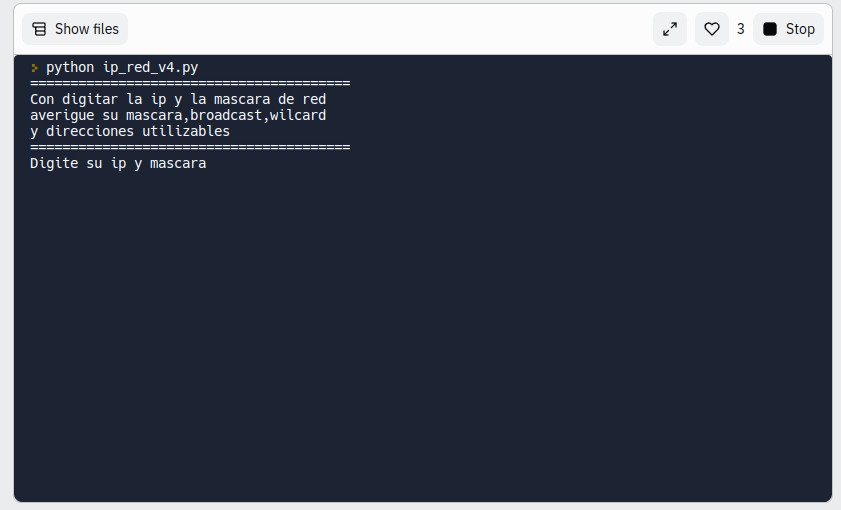 Show files
3
Stop
python ip_red_v4.py
========================================
Con digitar la ip y la mascara de red
averigue su mascara,broadcast,wilcard
y direcciones utilizables
========================================
Digite su ip y mascara